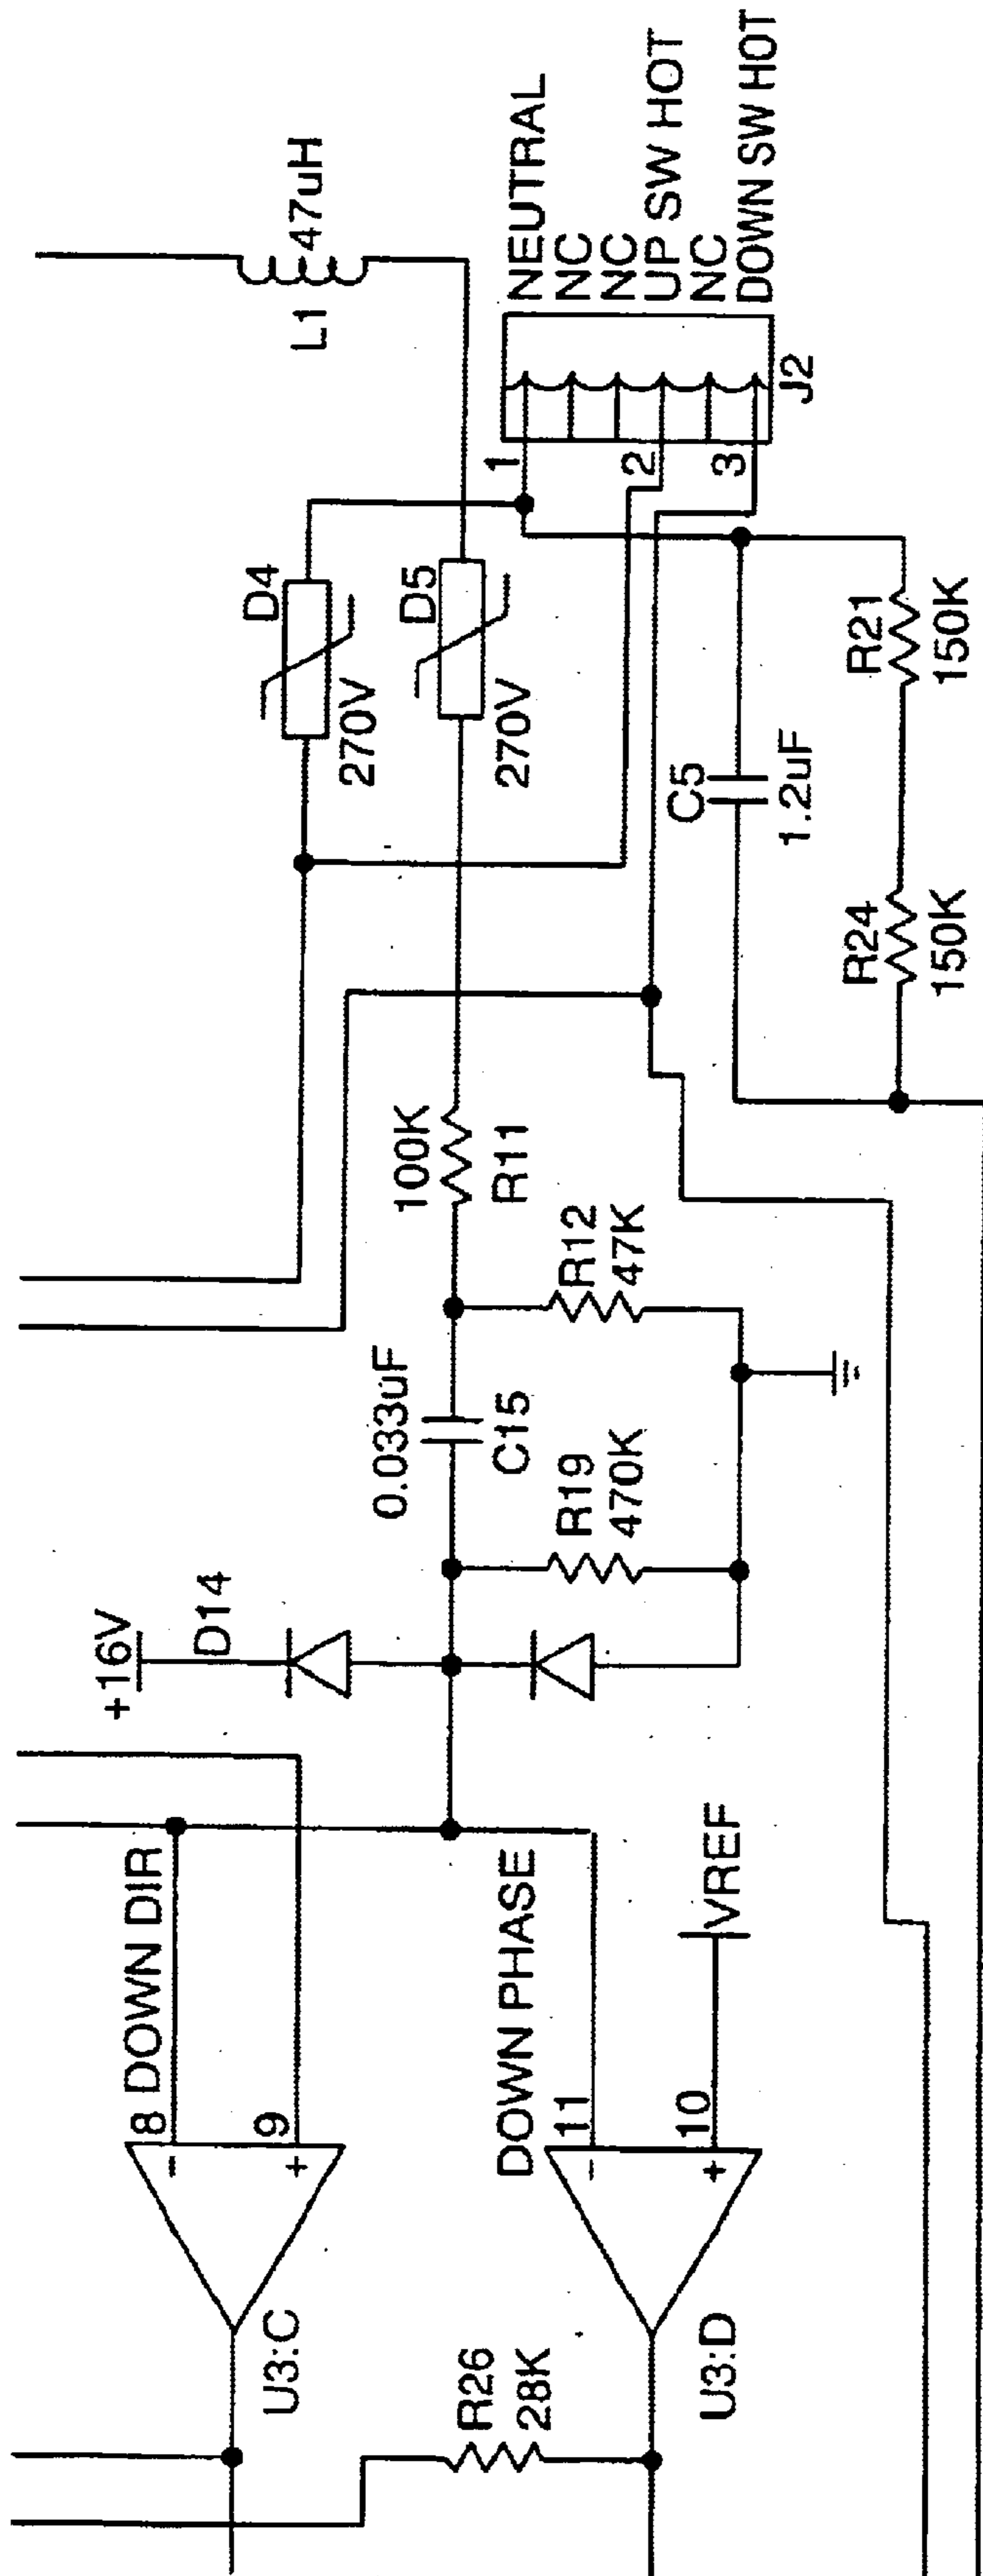 L1 47uH
NEUTRAL
NC
NC
UP SW HOT
NC
DOWN SW HOT
J2
1
2
3
D4
270V
D5
270V
C5
1.2uF
R21
150K
R24
150K
100K
R11
R12
47K
0.033uF
C15
R19
470K
+16V
D14
8 DOWN DIR
9
-
+
U3:C
DOWN PHASE
11
10
VREF
-
+
U3:D
R26
28K